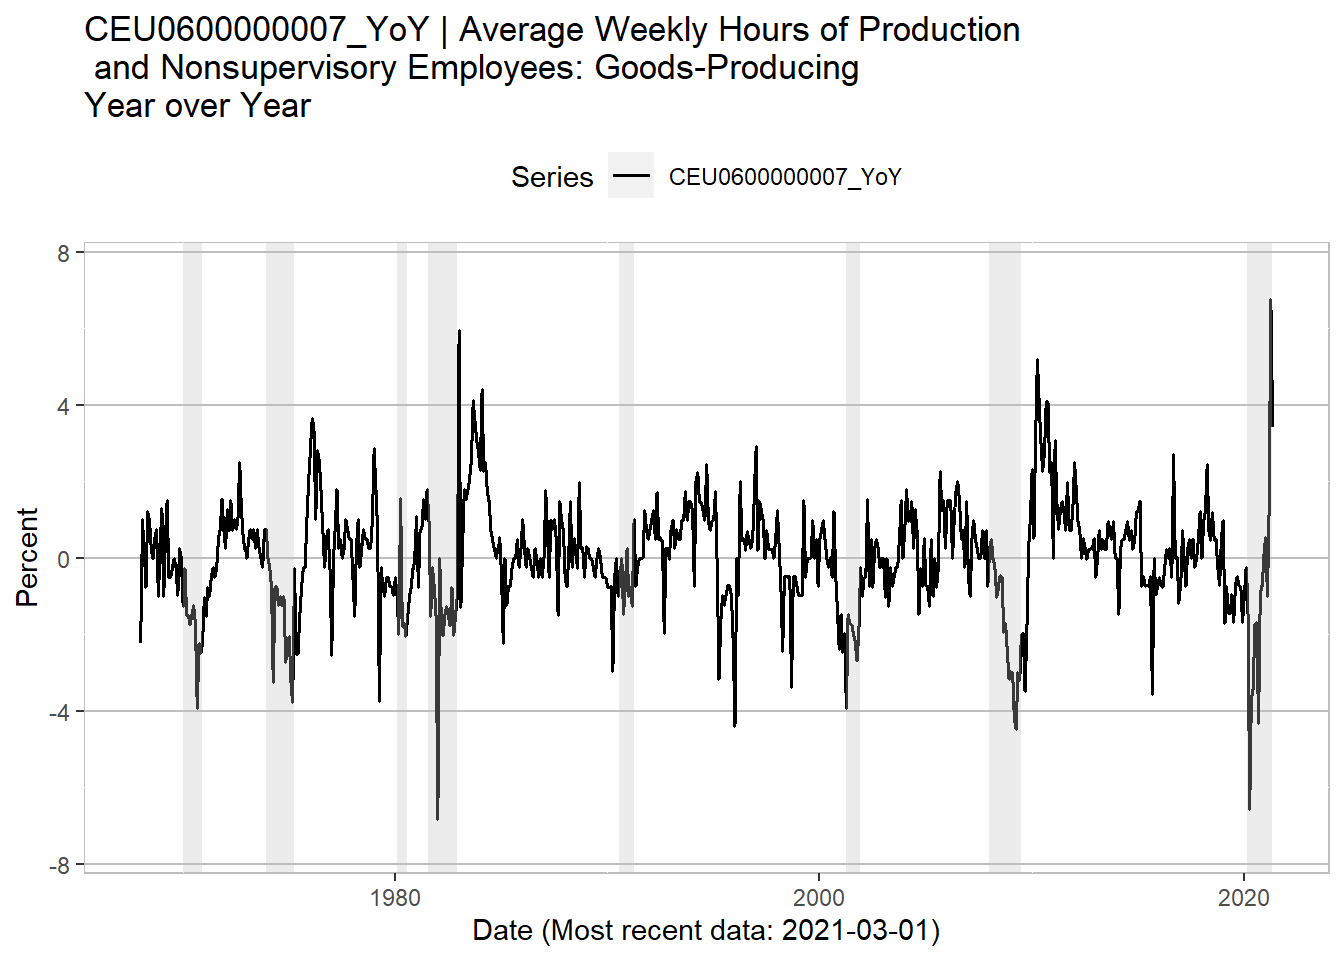 CEU0600000007_YoY | Average Weekly Hours of Production
and Nonsupervisory Employees: Goods-Producing
Year over Year
Series CEU0600000007_YoY
8
4
0
-4
-8
Percent
1980 2000 2020
Date (Most recent data: 2021-03-01)